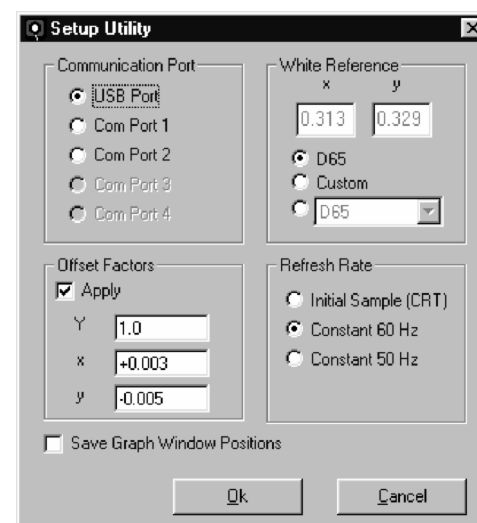 Setup Utility
Communication Port
USB Port
Com Port 1
Com Port 2
Com Port 3
Com Port 4
White Reference
x y
0.313 0.329
D65
Custom
D65
Offset Factors
Apply
Y 1.0
x +0.003
y -0.005
Refresh Rate
Initial Sample (CRT)
Constant 60 Hz
Constant 50 Hz
Save Graph Window Positions
Ok Cancel